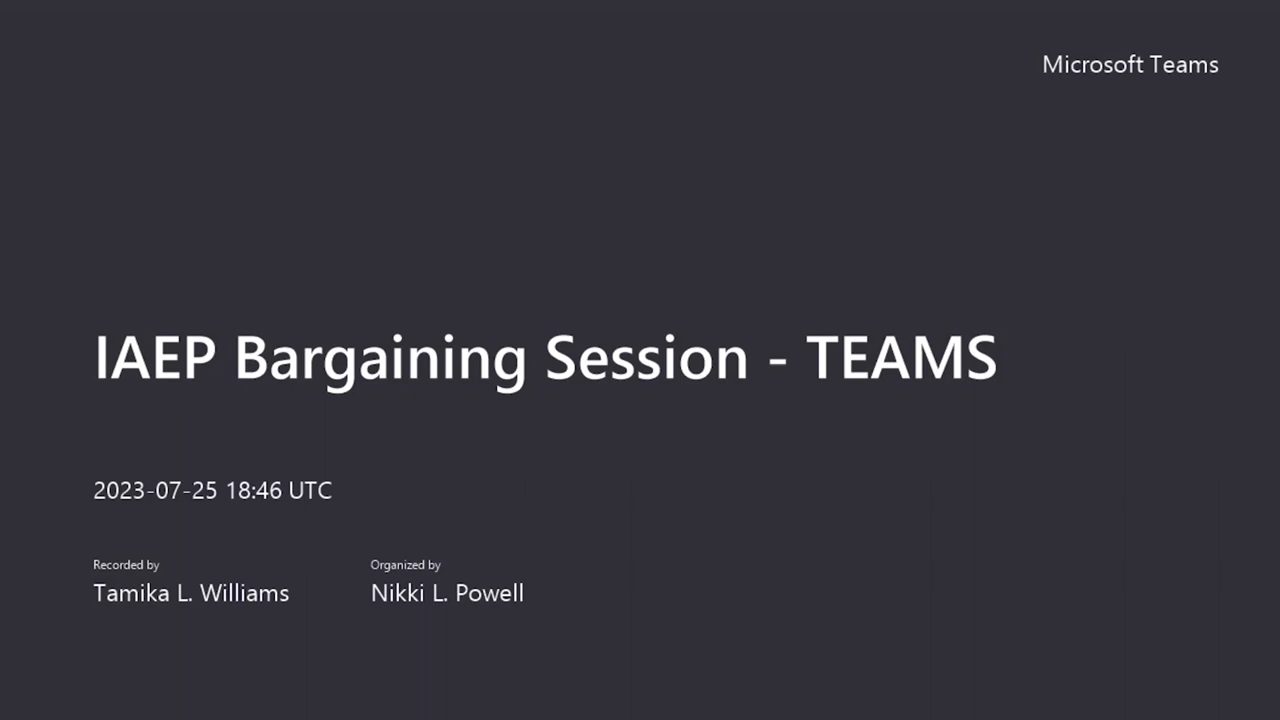 Microsoft Teams
IAEP Bargaining Session - TEAMS
2023-07-25 18:46 UTC
Recorded by
Tamika L. Williams
Organized by
Nikki L. Powell